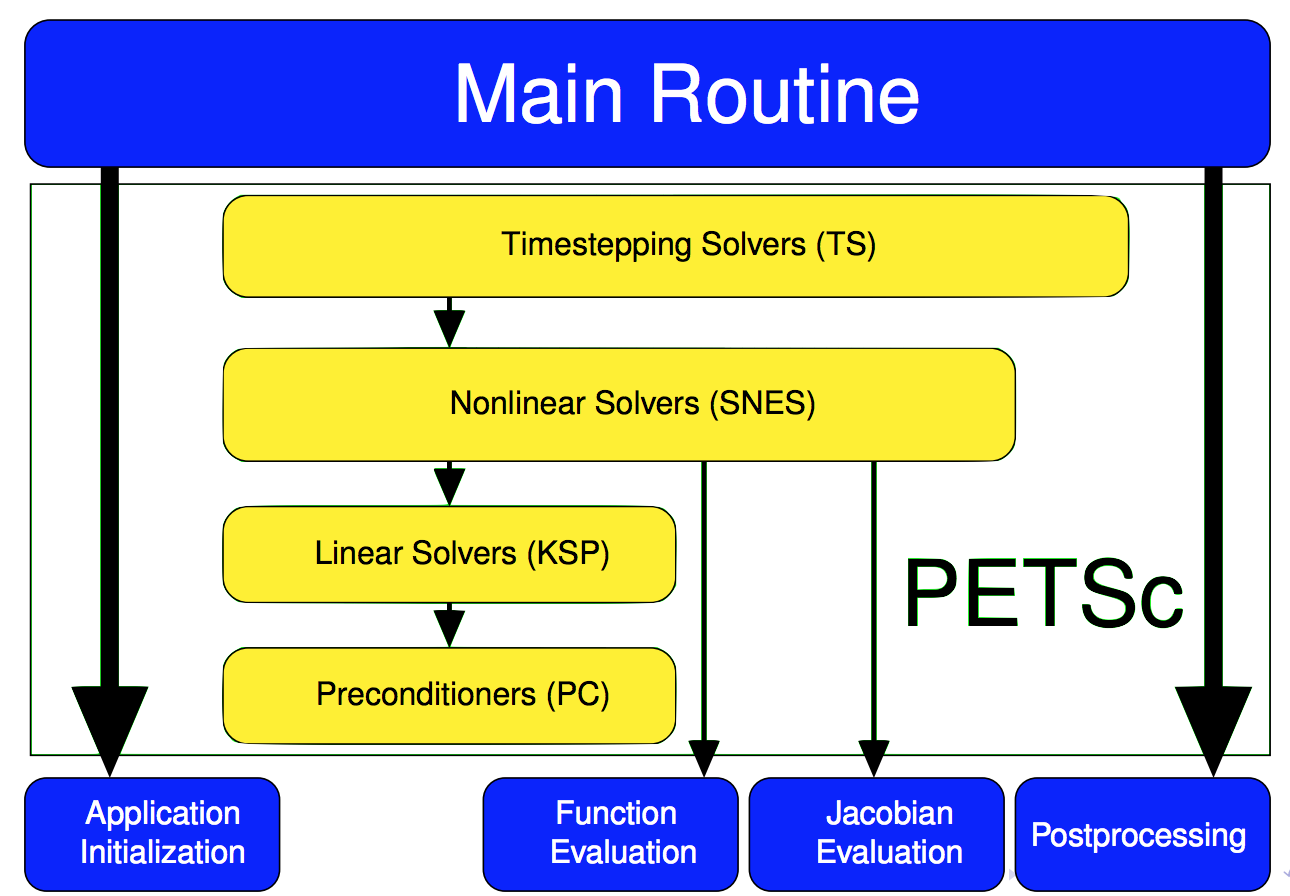 Main Routine
Timestepping Solvers (TS)
Nonlinear Solvers (SNES)
Linear Solvers (KSP)
PETSc
Preconditioners (PC)
Application
Initialization
Function
Evaluation
Jacobian
Evaluation
Postprocessing